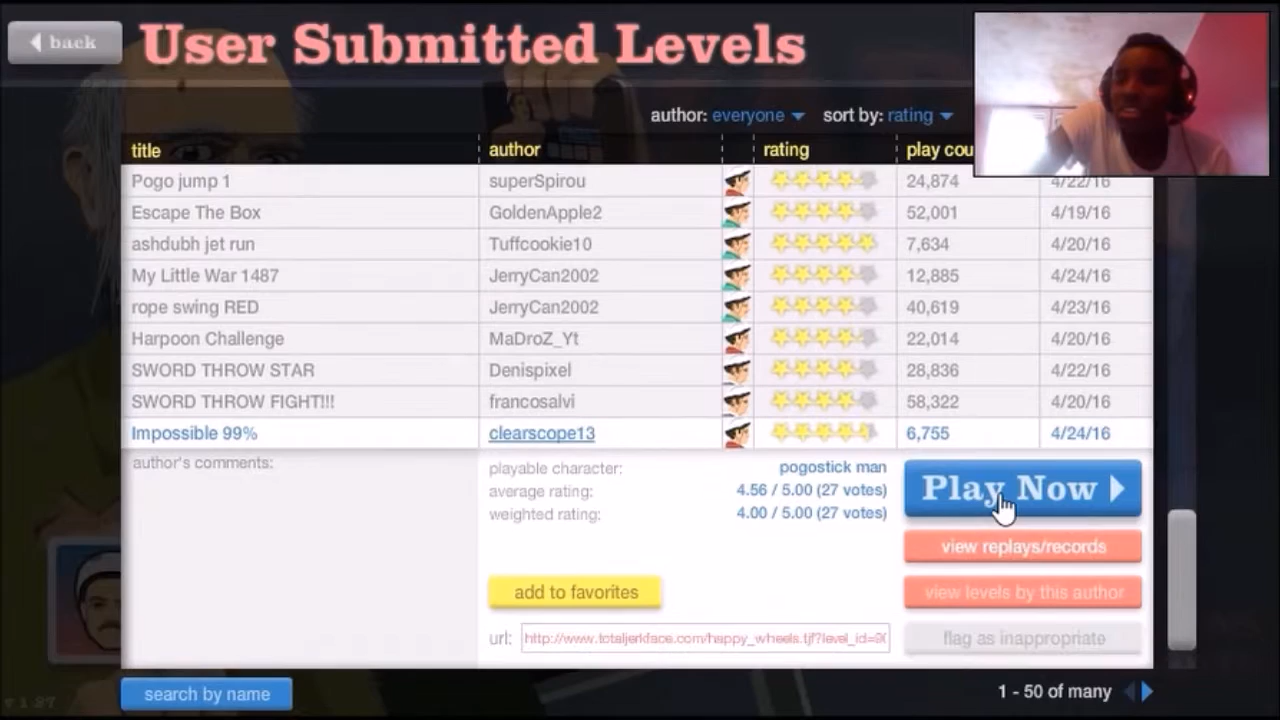 back
User Submitted Levels
author: everyone sort by: rating
title author rating play cou
Pogo jump 1 superSpirou 24,874 4/22/16
Escape The Box GoldenApple2 52,001 4/19/16
ashdubh jet run Tuffcookie10 7,634 4/20/16
My Little War 1487 JerryCan2002 12,885 4/24/16
rope swing RED JerryCan2002 40,619 4/23/16
Harpoon Challenge MaDroZ_Yt 22,014 4/20/16
SWORD THROW STAR Denispixel 28,836 4/22/16
SWORD THROW FIGHT!!! francosalvi 58,322 4/20/16
Impossible 99% clearscope13 6,755 4/24/16
author's comments:
playable character: pogostick man
average rating: 4.56 / 5.00 (27 votes)
weighted rating: 4.00 / 5.00 (27 votes)
Play Now
view replays/records
add to favorites
view levels by this author
url: http://www.totaljerkface.com/happy_wheels.tjf?level_id=9
flag as inappropriate
search by name
1 - 50 of many
v 1.87